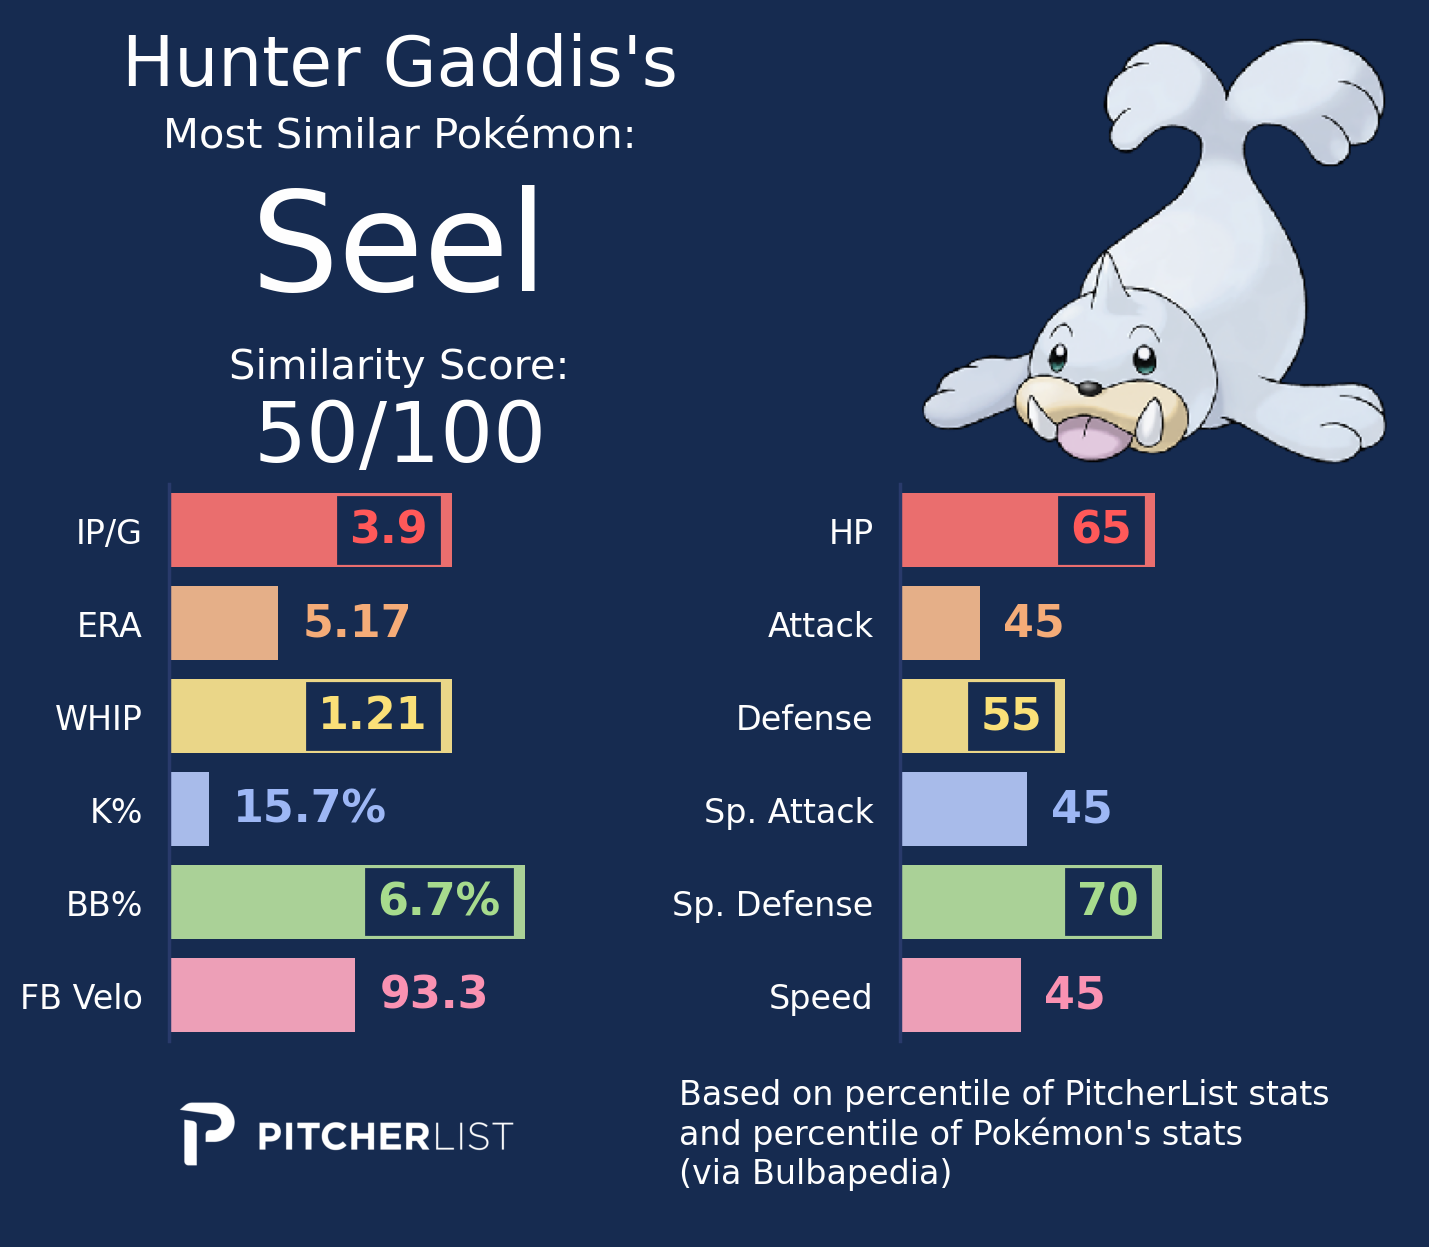 Hunter Gaddis's
Most Similar Pokémon:
Seel
Similarity Score:
50/100
IP/G 3.9
ERA 5.17
WHIP 1.21
K% 15.7%
BB% 6.7%
FB Velo 93.3
HP 65
Attack 45
Defense 55
Sp. Attack 45
Sp. Defense 70
Speed 45
PITCHERLIST
Based on percentile of PitcherList stats
and percentile of Pokémon's stats
(via Bulbapedia)